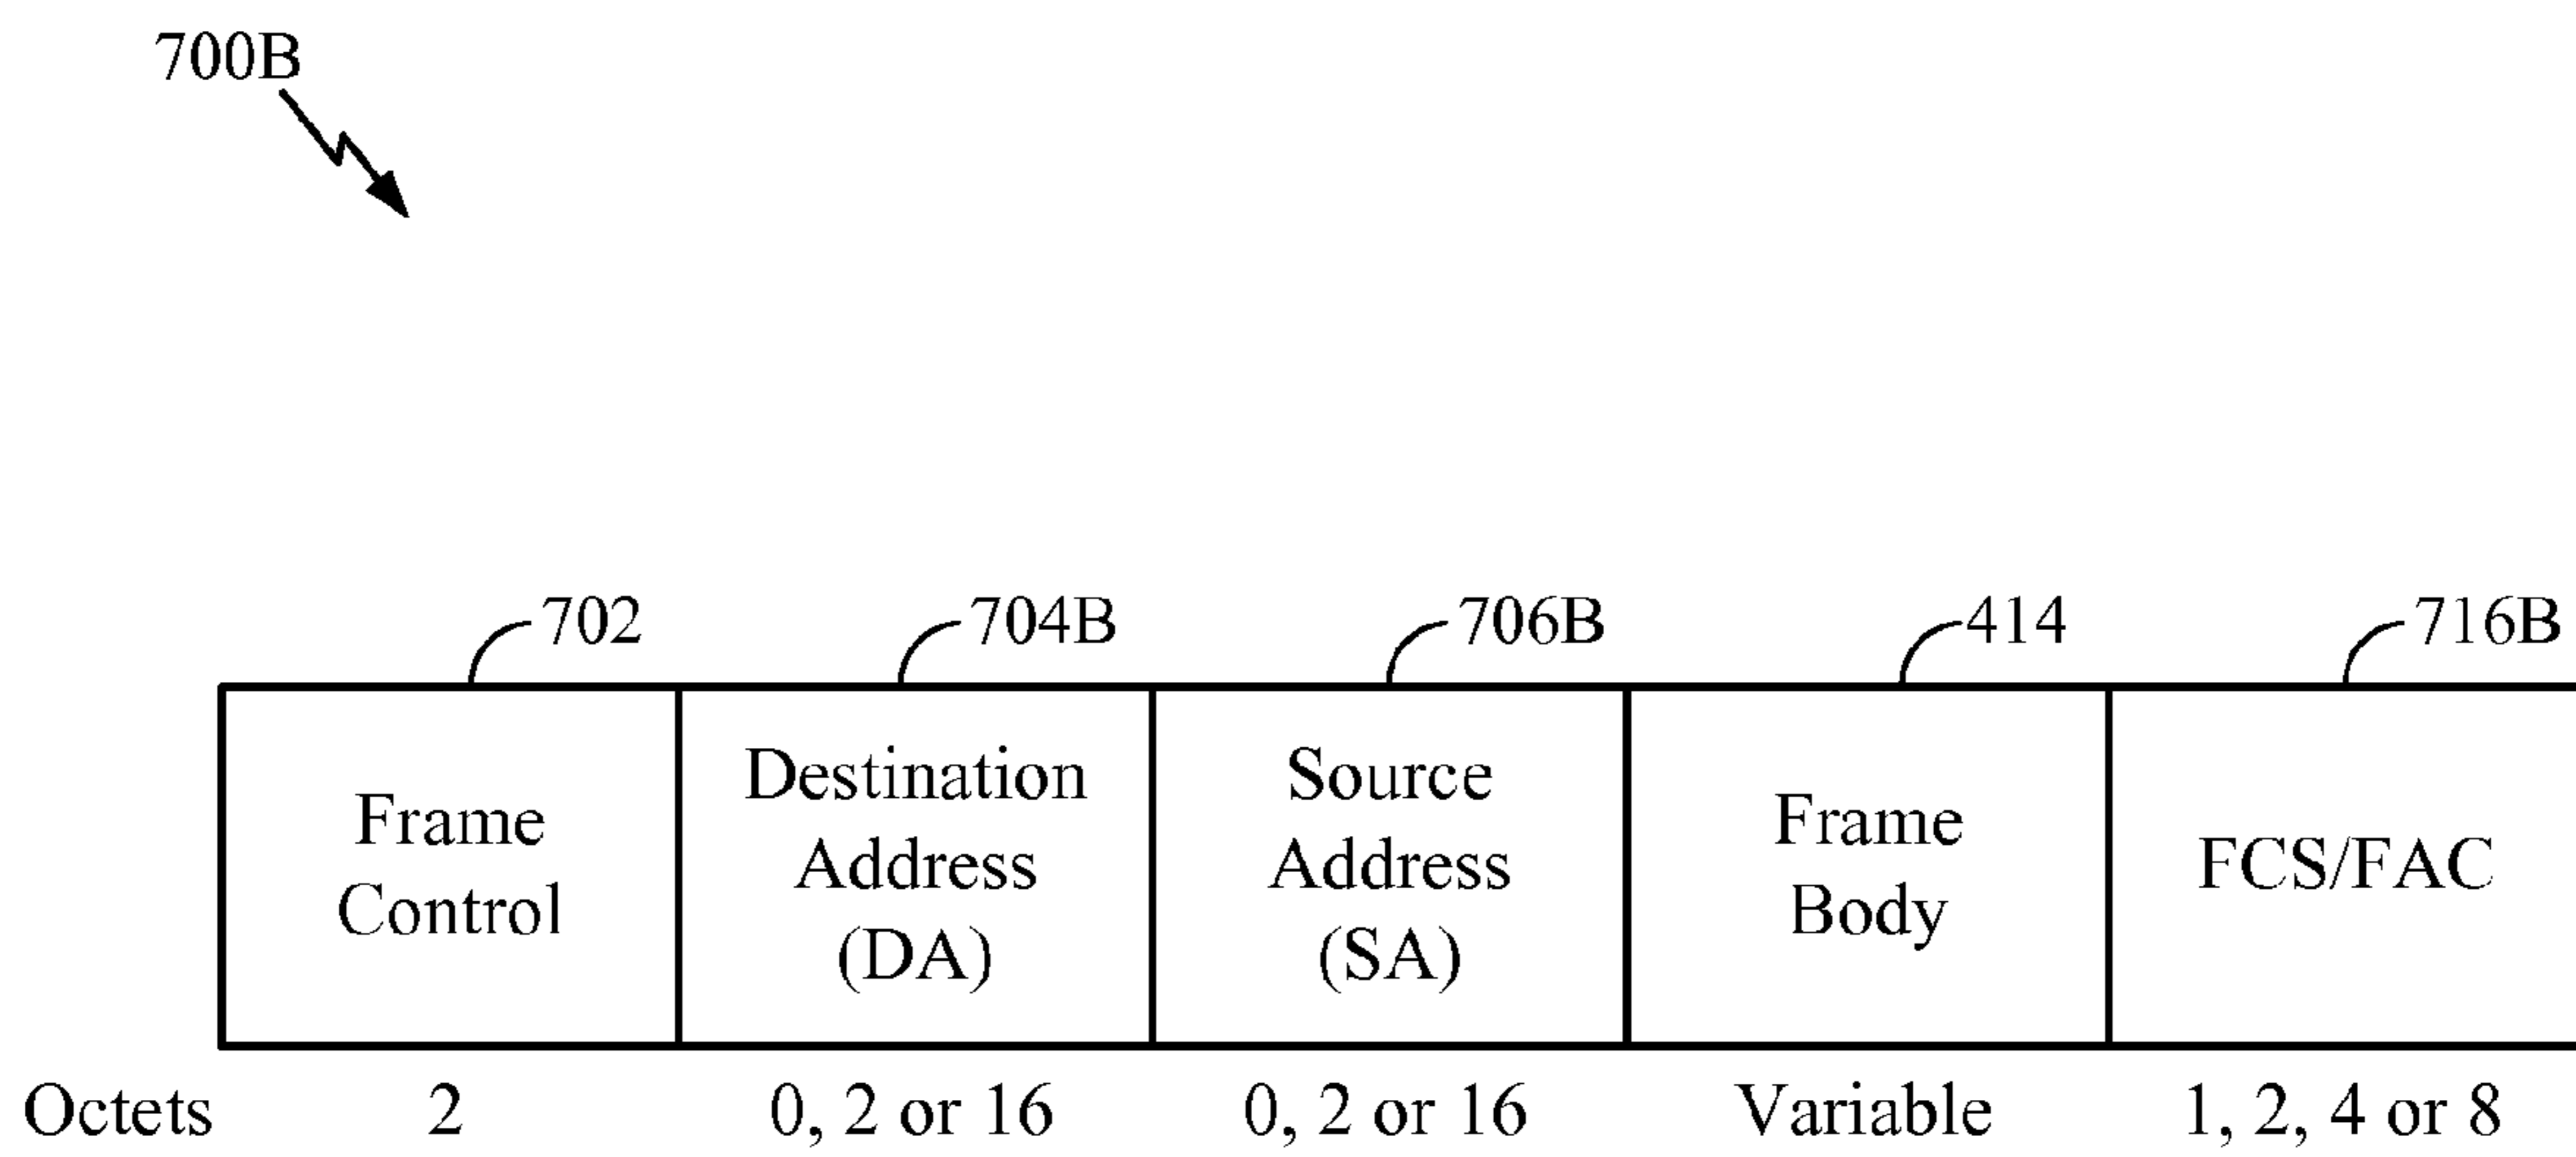 700B
702
704B
706B
414
716B
Frame
Control
Destination
Address
(DA)
Source
Address
(SA)
Frame
Body
FCS/FAC
Octets 2 0, 2 or 16 0, 2 or 16 Variable 1, 2, 4 or 8